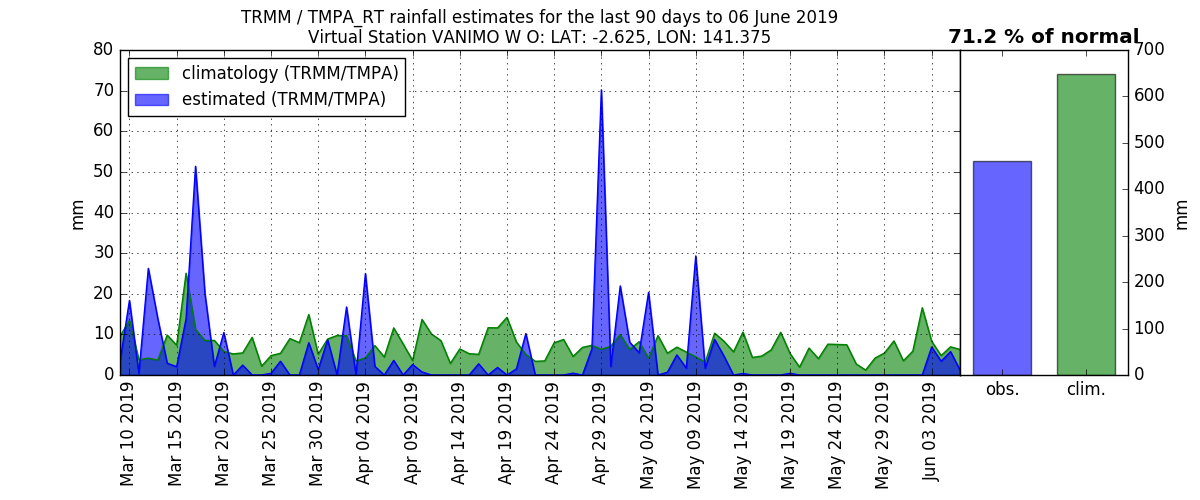 TRMM / TMPA_RT rainfall estimates for the last 90 days to 06 June 2019
Virtual Station VANIMO W O: LAT: -2.625, LON: 141.375
71.2 % of normal
climatology (TRMM/TMPA)
estimated (TRMM/TMPA)
80
70
60
50
40
30
20
10
0
mm
Mar 10 2019
Mar 15 2019
Mar 20 2019
Mar 25 2019
Mar 30 2019
Apr 04 2019
Apr 09 2019
Apr 14 2019
Apr 19 2019
Apr 24 2019
Apr 29 2019
May 04 2019
May 09 2019
May 14 2019
May 19 2019
May 24 2019
May 29 2019
Jun 03 2019
obs.
clim.
700
600
500
400
300
200
100
0
mm